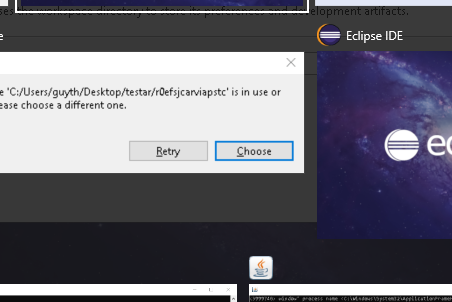 workspace directory to store its preferences and development artifacts.
e
Eclipse IDE
e 'C:/Users/guyth/Desktop/testar/r0efsjcarviapstc' is in use or
ease choose a different one.
Retry
Choose
ec